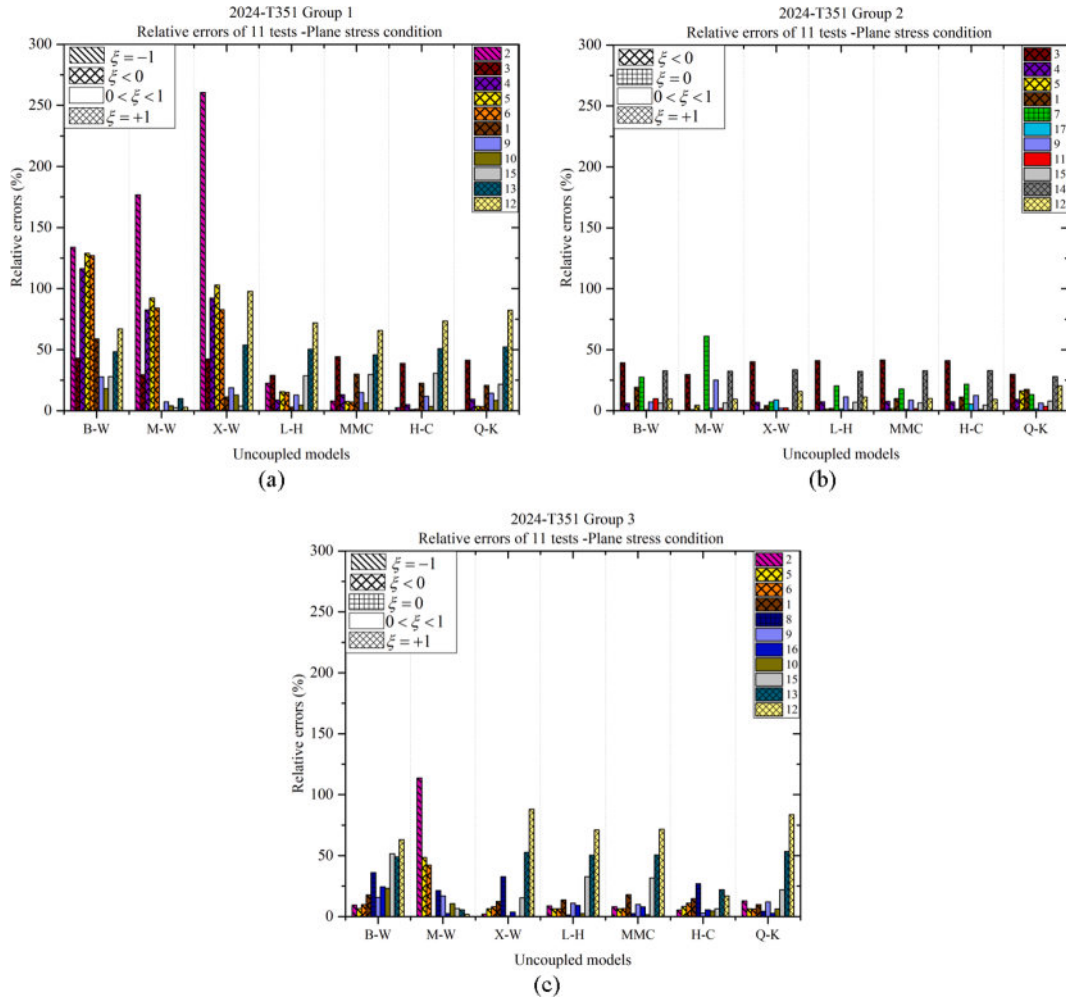 2024-T351 Group 1
Relative errors of 11 tests -Plane stress condition
300
250
200
150
100
50
0
Relative errors (%)
ξ = −1
ξ < 0
0 < ξ < 1
ξ = +1
2
3
4
5
6
1
9
10
15
13
12
B-W M-W X-W L-H MMC H-C Q-K
Uncoupled models
(a)
2024-T351 Group 2
Relative errors of 11 tests -Plane stress condition
300
250
200
150
100
50
0
Relative errors (%)
ξ < 0
ξ = 0
0 < ξ < 1
ξ = +1
3
4
5
1
7
17
9
11
15
14
12
B-W M-W X-W L-H MMC H-C Q-K
Uncoupled models
(b)
2024-T351 Group 3
Relative errors of 11 tests -Plane stress condition
300
250
200
150
100
50
0
Relative errors (%)
ξ = −1
ξ < 0
ξ = 0
0 < ξ < 1
ξ = +1
2
5
6
1
8
9
16
10
15
13
12
B-W M-W X-W L-H MMC H-C Q-K
Uncoupled models
(c)